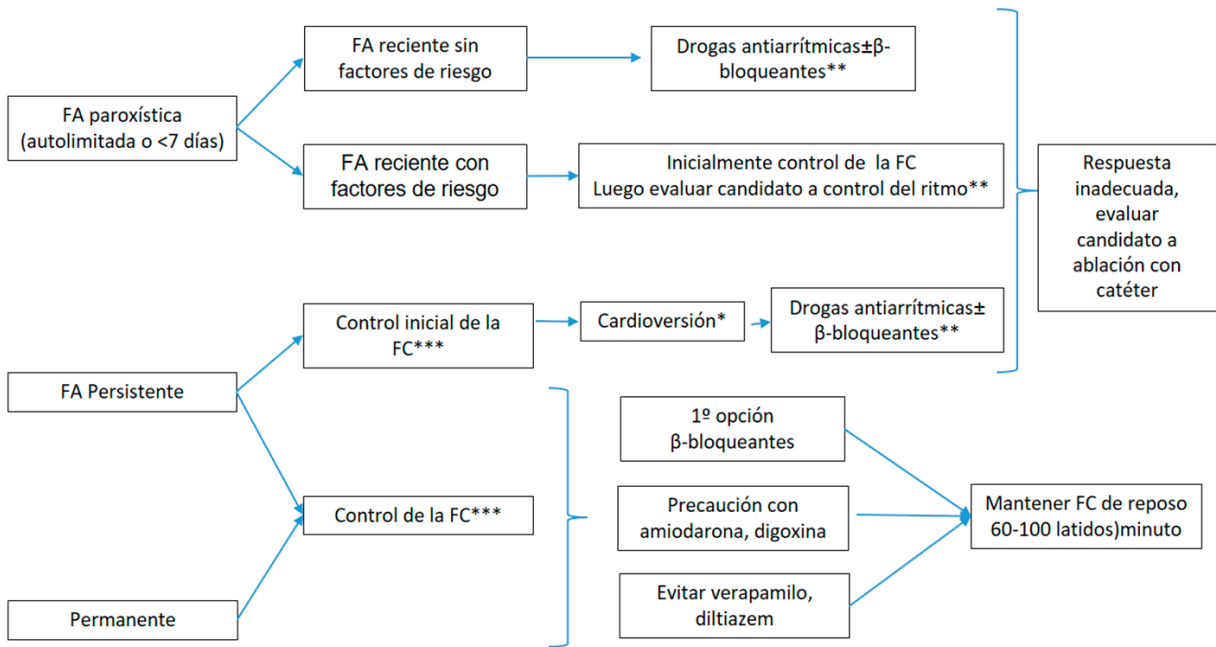 FA reciente sin
factores de riesgo
Drogas antiarrítmicas±β-
bloqueantes**
FA paroxística
(autolimitada o <7 días)
FA reciente con
factores de riesgo
Inicialmente control de la FC
Luego evaluar candidato a control del ritmo**
Respuesta
inadecuada,
evaluar
candidato a
ablación con
catéter
Control inicial de la
FC***
Cardioversión*
Drogas antiarrítmicas±
β-bloqueantes**
FA Persistente
1º opción
β-bloqueantes
Control de la FC***
Precaución con
amiodarona, digoxina
Mantener FC de reposo
60-100 latidos)minuto
Evitar verapamilo,
diltiazem
Permanente